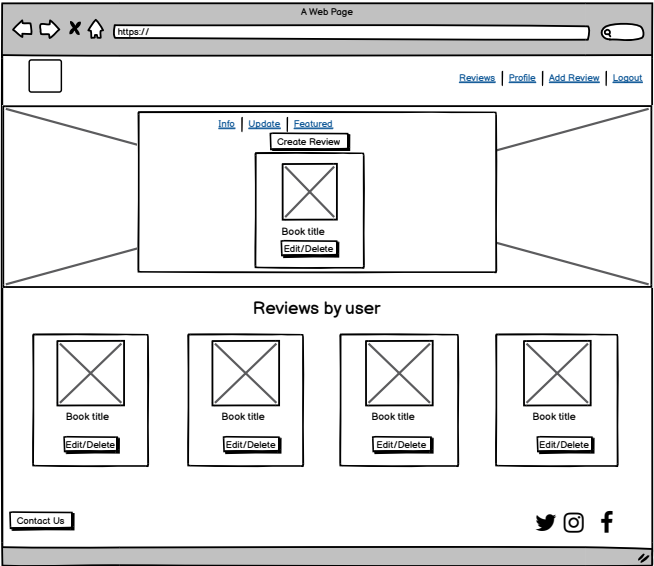 A Web Page
https://
Reviews | Profile | Add Review | Logout
Info | Update | Featured
Create Review
Book title
Edit/Delete
Reviews by user
Book title Book title Book title Book title
Edit/Delete Edit/Delete Edit/Delete Edit/Delete
Contact Us